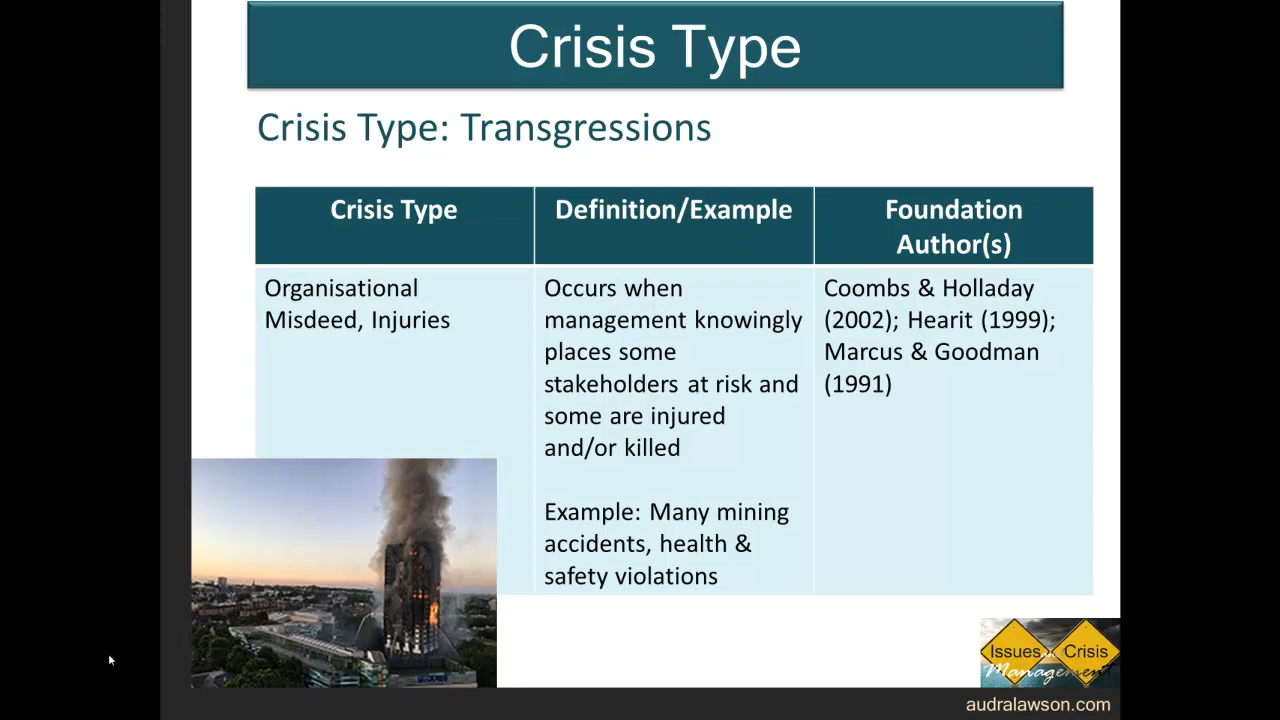 Crisis Type
Crisis Type: Transgressions
Crisis Type
Definition/Example
Foundation
Author(s)
Organisational
Misdeed, Injuries
Occurs when
management knowingly
places some
stakeholders at risk and
some are injured
and/or killed
Example: Many mining
accidents, health &
safety violations
Coombs & Holladay
(2002); Hearit (1999);
Marcus & Goodman
(1991)
Issues
Crisis
Management
audralawson.com